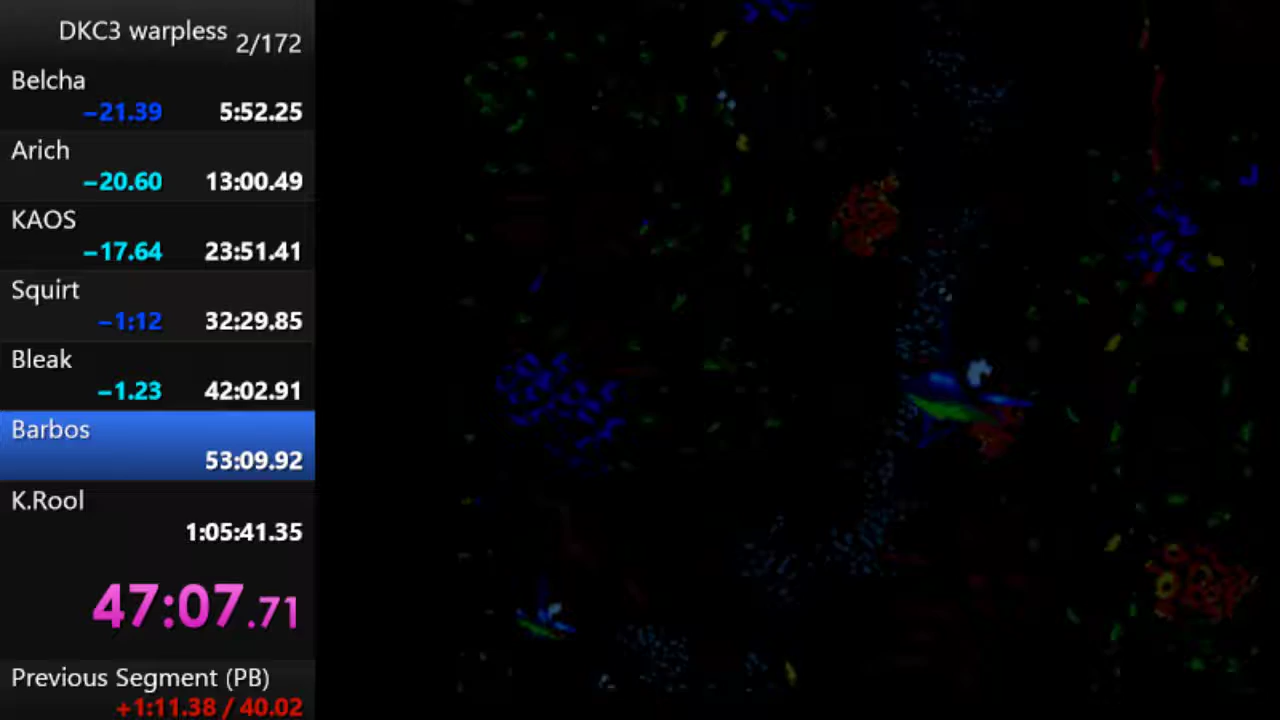 DKC3 warpless 2/172
Belcha
−21.39 5:52.25
Arich
−20.60 13:00.49
KAOS
−17.64 23:51.41
Squirt
−1:12 32:29.85
Bleak
−1.23 42:02.91
Barbos
53:09.92
K.Rool
1:05:41.35
47:07.71
Previous Segment (PB)
+1:11.38 / 40.02